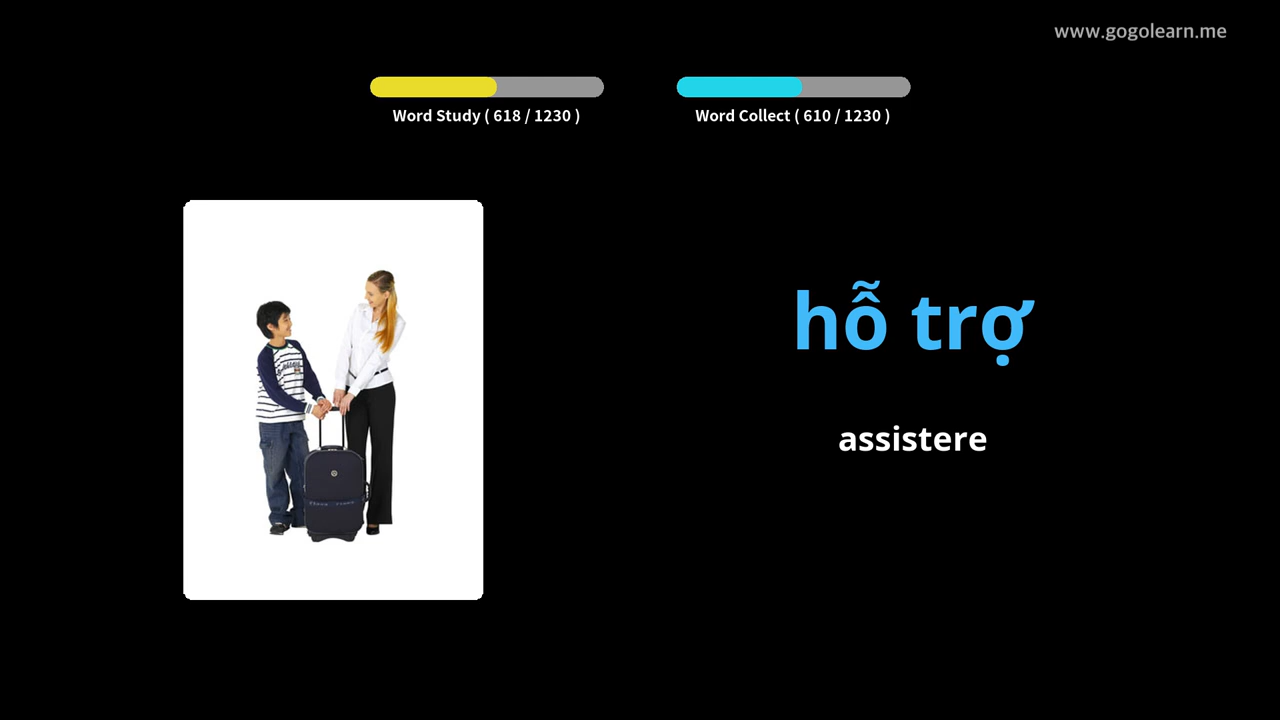 www.gogolearn.me
Word Study ( 618 / 1230 )
Word Collect ( 610 / 1230 )
hỗ trợ
assistere